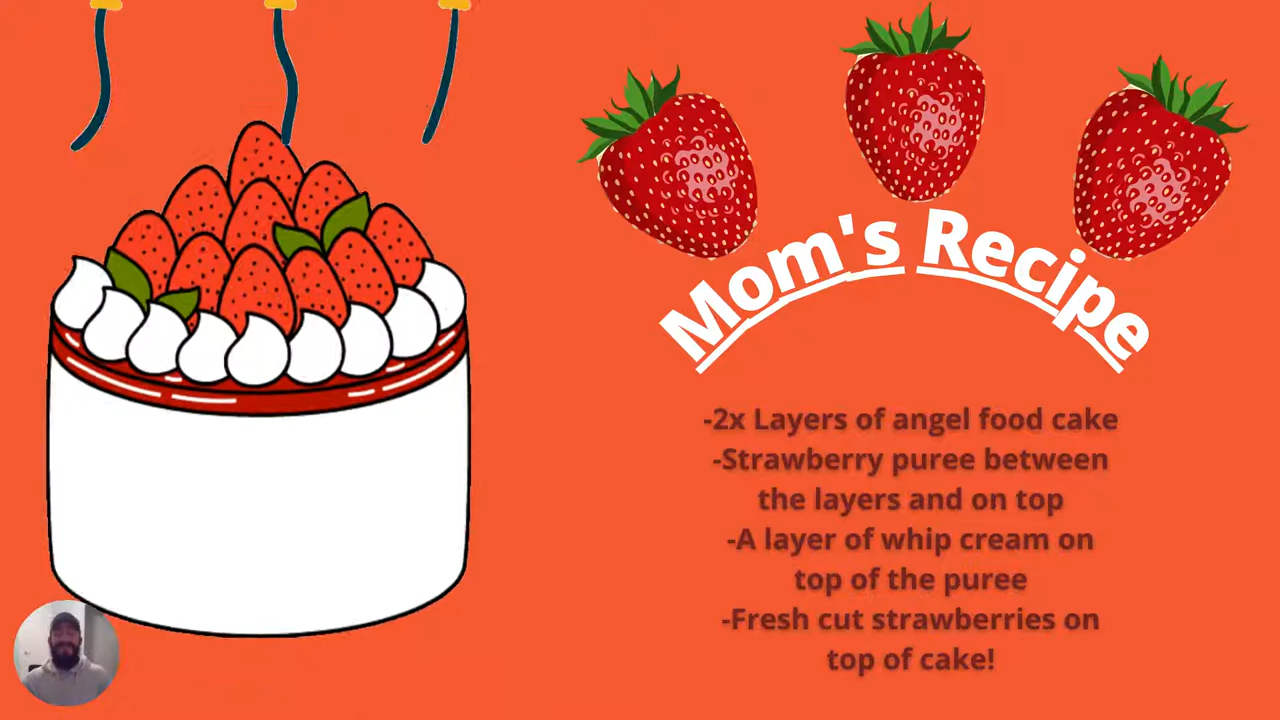 Mom's Recipe
-2x Layers of angel food cake
-Strawberry puree between
the layers and on top
-A layer of whip cream on
top of the puree
-Fresh cut strawberries on
top of cake!